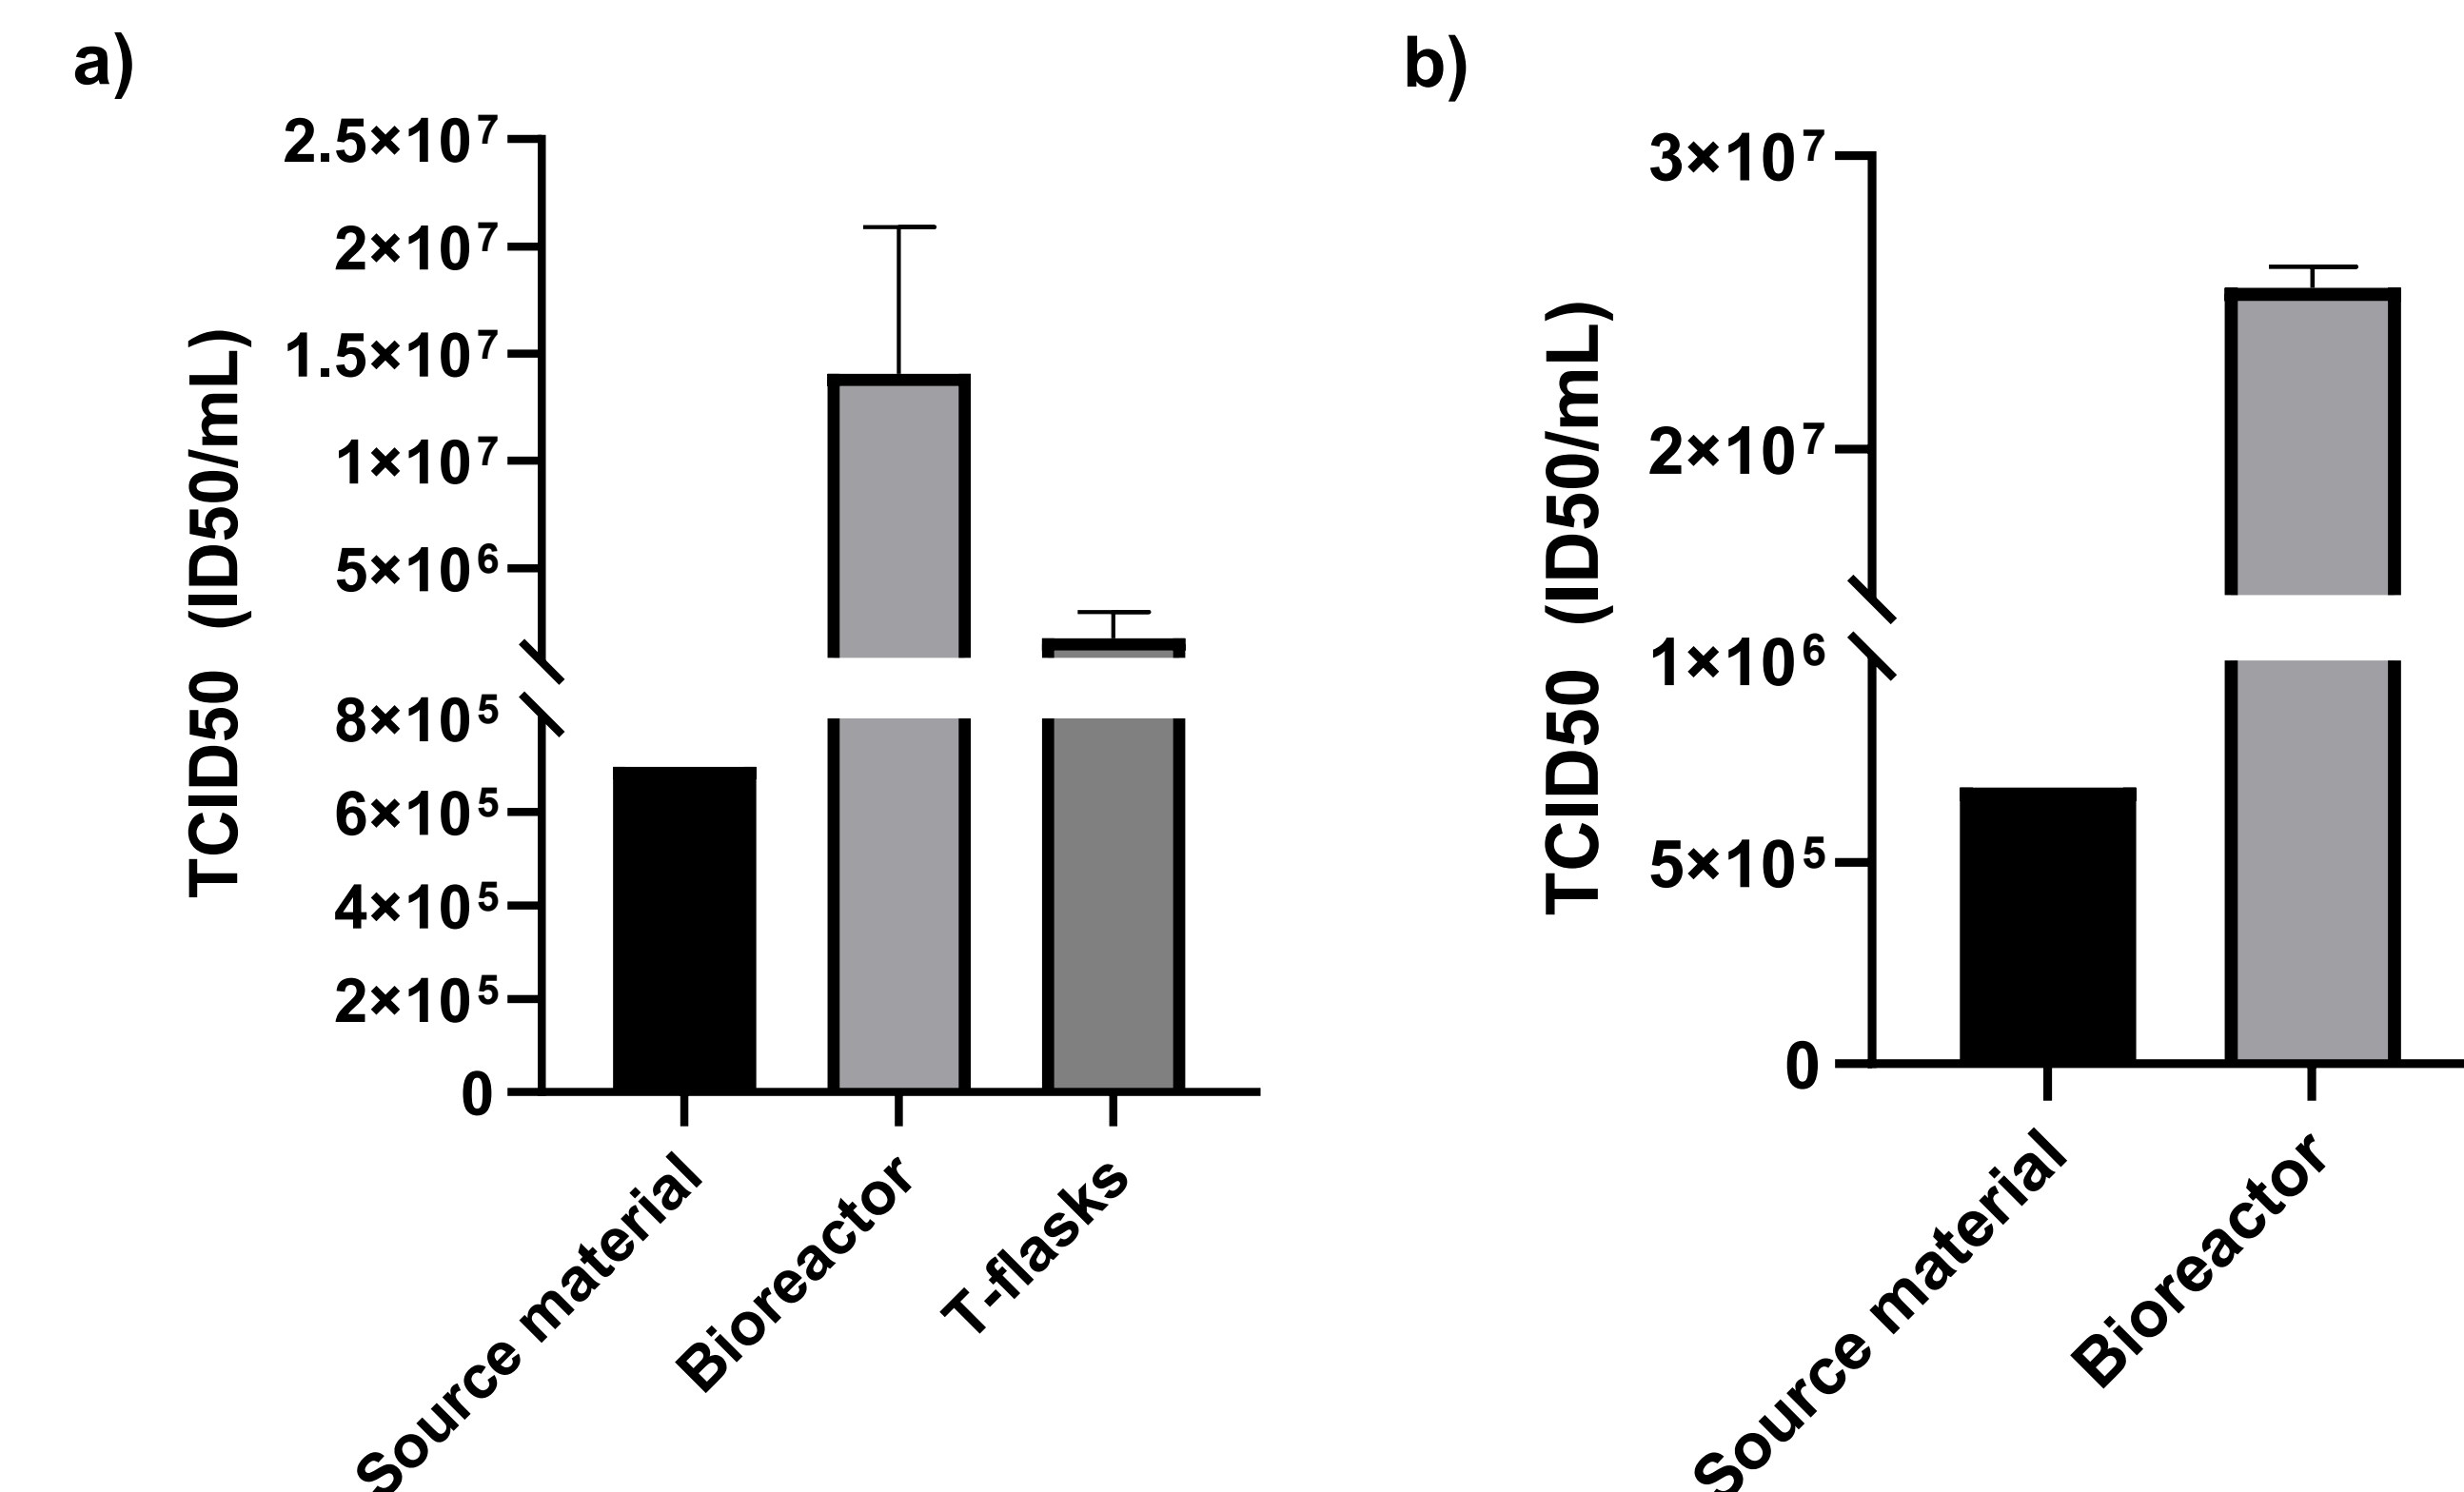 a)
2.5×10⁷
2×10⁷
1.5×10⁷
1×10⁷
5×10⁶
8×10⁵
6×10⁵
4×10⁵
2×10⁵
0
TCID50 (ID50/mL)
Source material
Bioreactor
T-flasks
b)
3×10⁷
2×10⁷
1×10⁶
5×10⁵
0
TCID50 (ID50/mL)
Source material
Bioreactor